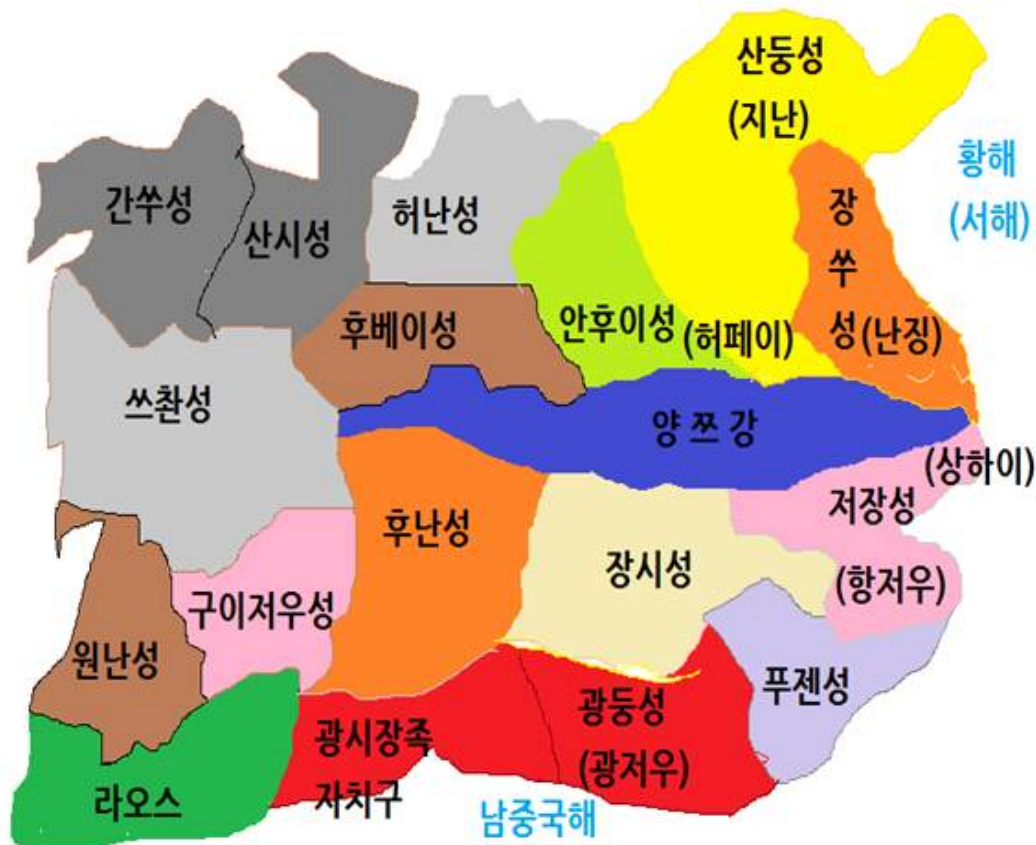 산둥성
(지난)
황해
(서해)
간쑤성
산시성
허난성
장
쑤
성
(난징)
안후이성
(허페이)
후베이성
쓰촨성
양 쯔 강
(상하이)
저장성
(항저우)
후난성
장시성
구이저우성
원난성
푸젠성
광둥성
(광저우)
광시장족
자치구
라오스
남중국해